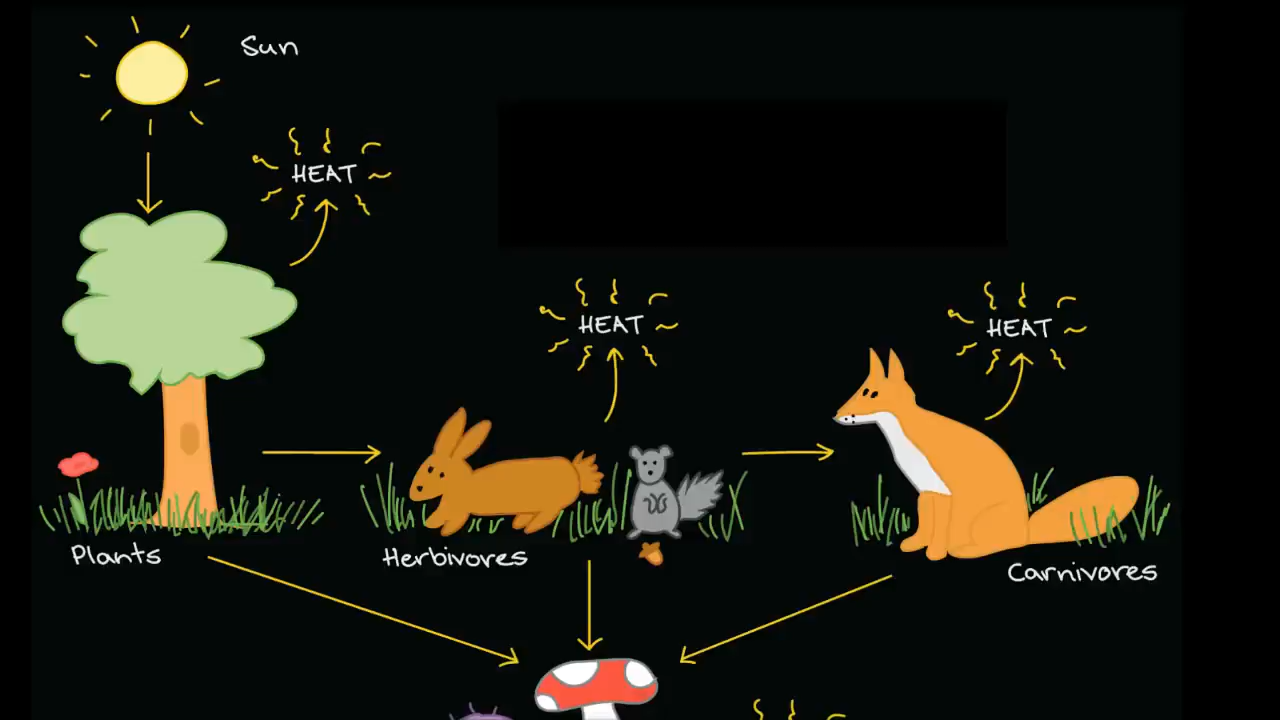 Sun
HEAT
HEAT
HEAT
Plants
Herbivores
Carnivores